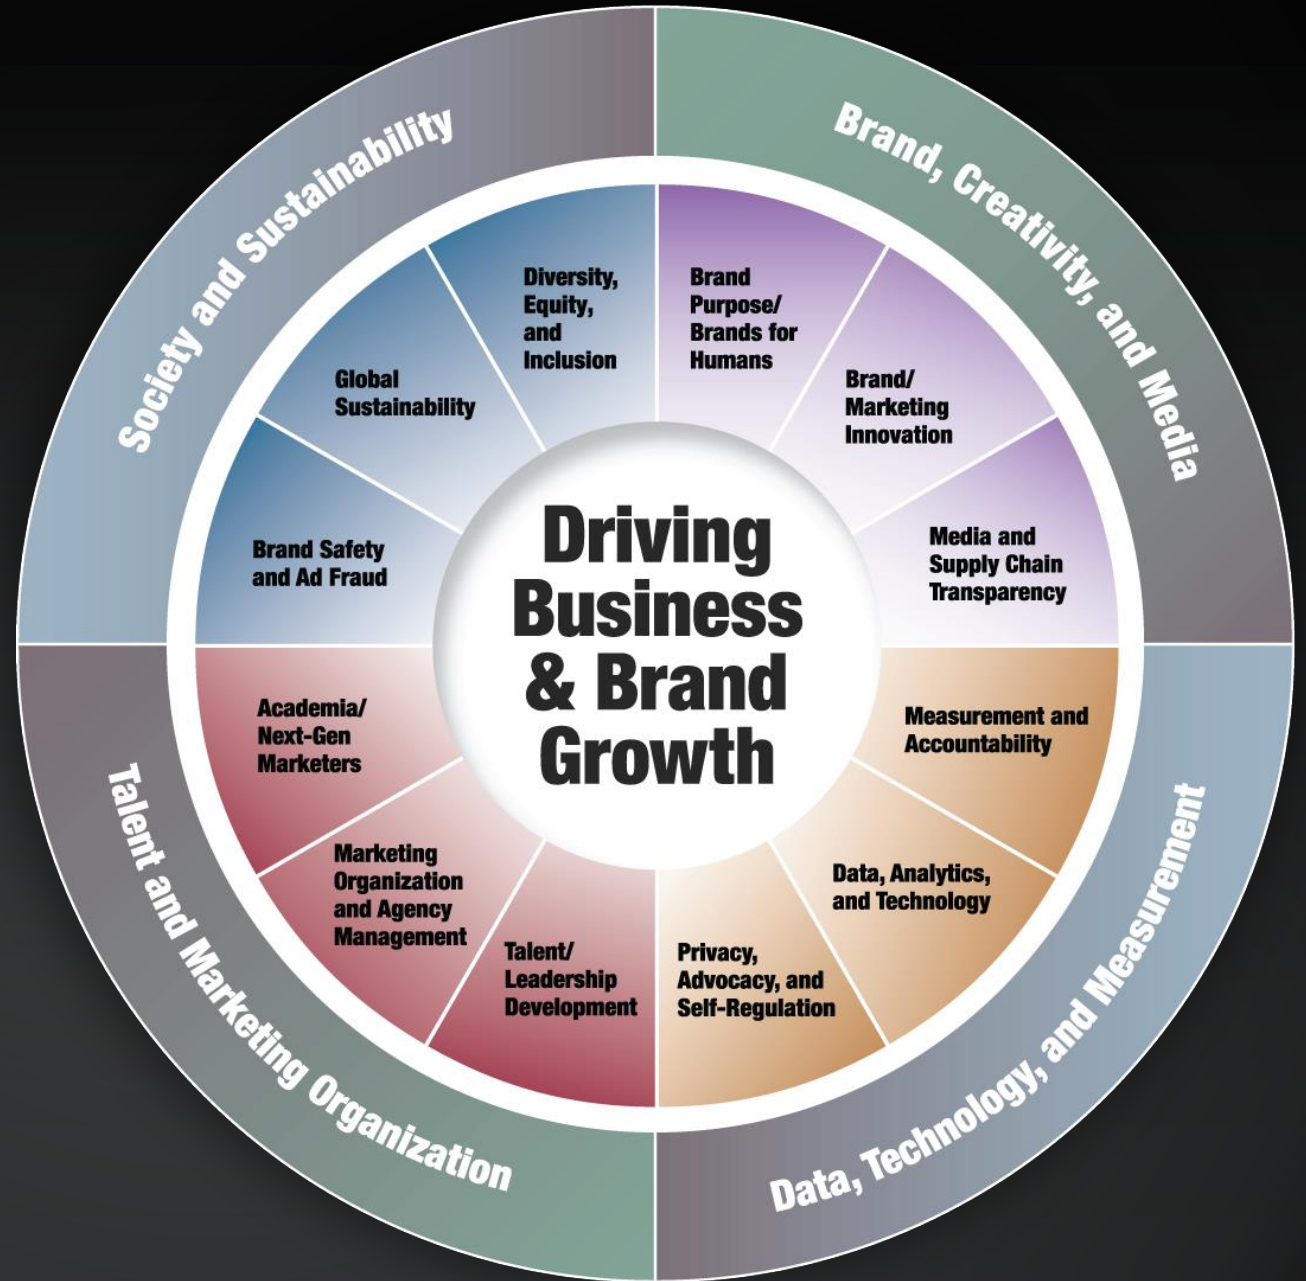 Society and Sustainability
Brand, Creativity, and Media
Diversity,
Equity,
and
Inclusion
Brand
Purpose/
Brands for
Humans
Global
Sustainability
Brand/
Marketing
Innovation
Brand Safety
and Ad Fraud
Media and
Supply Chain
Transparency
Driving
Business
& Brand
Growth
Academia/
Next-Gen
Marketers
Measurement and
Accountability
Marketing
Organization
and Agency
Management
Data, Analytics,
and Technology
Talent/
Leadership
Development
Privacy,
Advocacy, and
Self-Regulation
Talent and Marketing Organization
Data, Technology, and Measurement